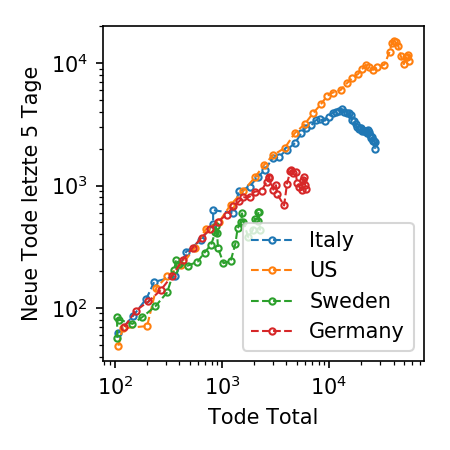 Neue Tode letzte 5 Tage
10⁴
10³
10²
Italy
US
Sweden
Germany
10² 10³ 10⁴
Tode Total